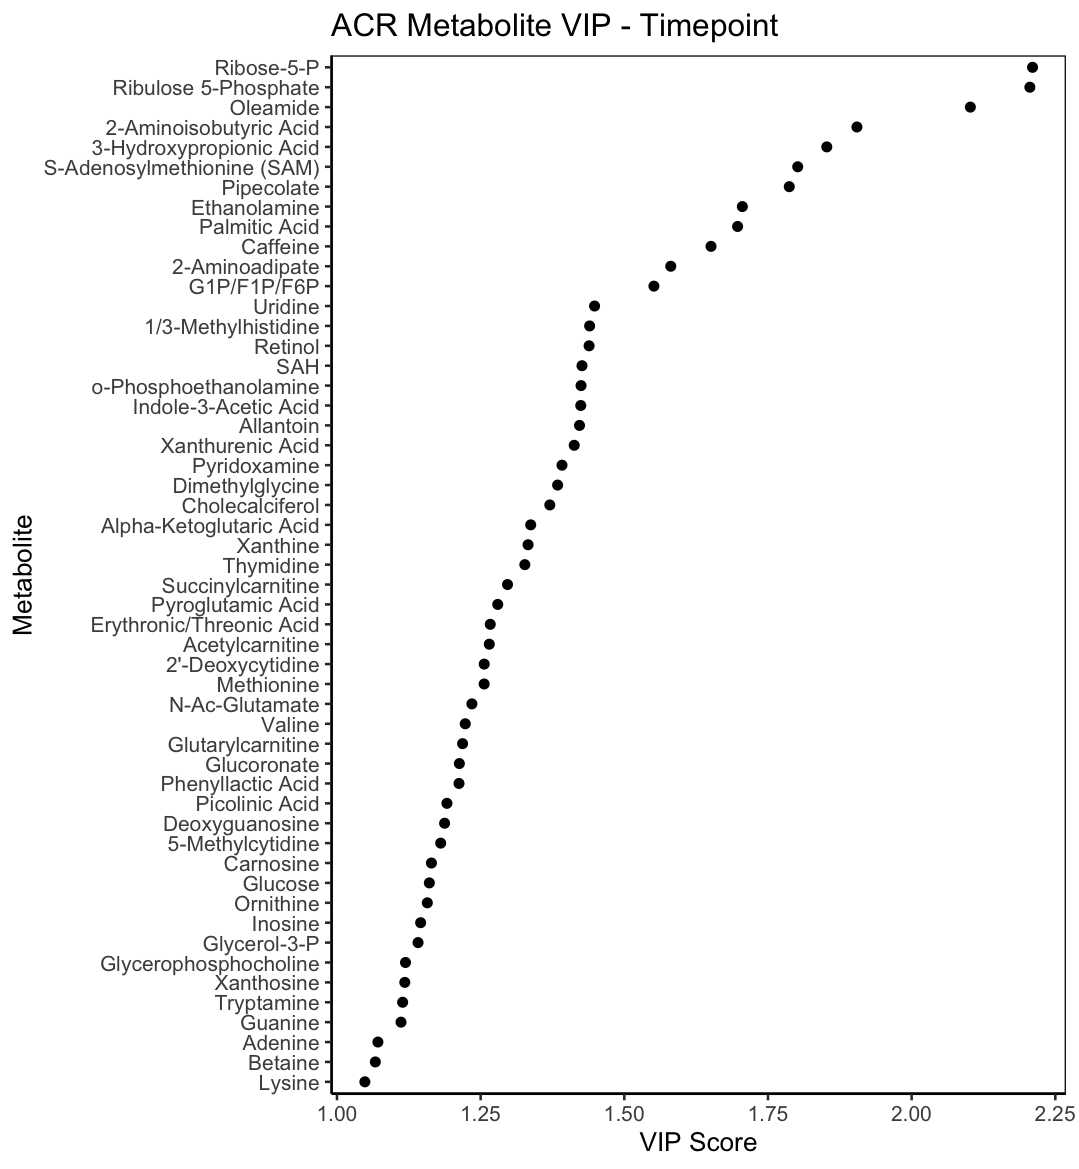 ACR Metabolite VIP - Timepoint
Ribose-5-P
Ribulose 5-Phosphate
Oleamide
2-Aminoisobutyric Acid
3-Hydroxypropionic Acid
S-Adenosylmethionine (SAM)
Pipecolate
Ethanolamine
Palmitic Acid
Caffeine
2-Aminoadipate
G1P/F1P/F6P
Uridine
1/3-Methylhistidine
Retinol
SAH
o-Phosphoethanolamine
Indole-3-Acetic Acid
Allantoin
Xanthurenic Acid
Pyridoxamine
Dimethylglycine
Cholecalciferol
Alpha-Ketoglutaric Acid
Xanthine
Thymidine
Succinylcarnitine
Pyroglutamic Acid
Erythronic/Threonic Acid
Acetylcarnitine
2'-Deoxycytidine
Methionine
N-Ac-Glutamate
Valine
Glutarylcarnitine
Glucoronate
Phenyllactic Acid
Picolinic Acid
Deoxyguanosine
5-Methylcytidine
Carnosine
Glucose
Ornithine
Inosine
Glycerol-3-P
Glycerophosphocholine
Xanthosine
Tryptamine
Guanine
Adenine
Betaine
Lysine
Metabolite
1.00 1.25 1.50 1.75 2.00 2.25
VIP Score